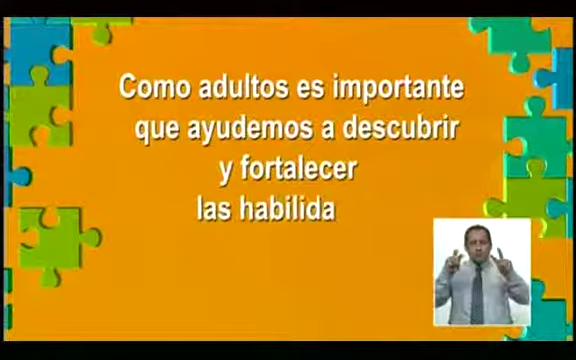 Como adultos es importante
que ayudemos a descubrir
y fortalecer
las habilida